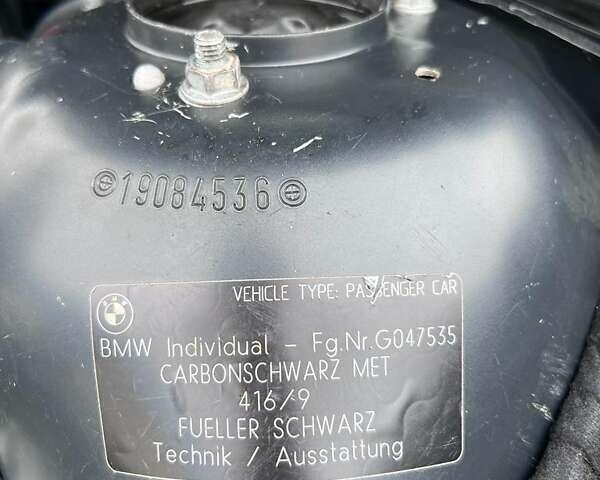 19084536
VEHICLE TYPE: PASSENGER CAR
BMW Individual - Fg.Nr.G047535
CARBONSCHWARZ MET
416/9
FUELLER SCHWARZ
Technik / Ausstattung